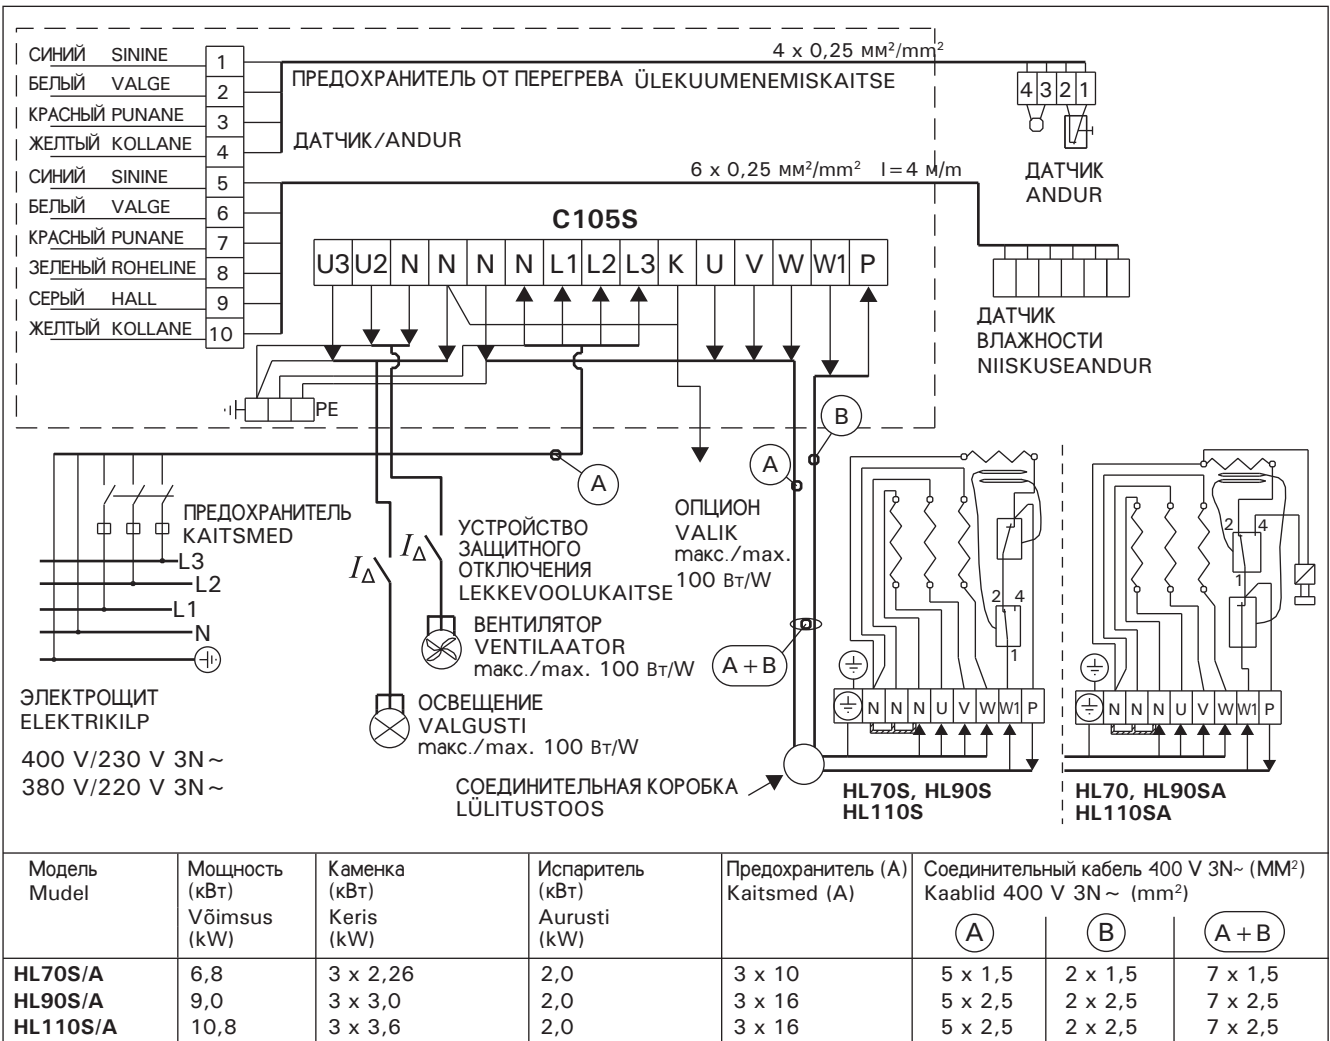 СИНИЙ SININE 1
БЕЛЫЙ VALGE 2
КРАСНЫЙ PUNANE 3
ЖЕЛТЫЙ KOLLANE 4
СИНИЙ SININE 5
БЕЛЫЙ VALGE 6
КРАСНЫЙ PUNANE 7
ЗЕЛЕНЫЙ ROHELINE 8
СЕРЫЙ HALL 9
ЖЕЛТЫЙ KOLLANE 10
4 x 0,25 мм²/mm²
ПРЕДОХРАНИТЕЛЬ ОТ ПЕРЕГРЕВА ÜLEKUUMENEMISKAITSE
ДАТЧИК/ANDUR
4 3 2 1
ДАТЧИК
ANDUR
6 x 0,25 мм²/mm² l=4 м/m
C105S
U3 U2 N N N N L1 L2 L3 K U V W W1 P
ДАТЧИК
ВЛАЖНОСТИ
NIISKUSEANDUR
PE
A
B
A
ПРЕДОХРАНИТЕЛЬ
KAITSMED
L3
L2
L1
N
ЭЛЕКТРОЩИТ
ELEKTRIKILP
400 V/230 V 3N~
380 V/220 V 3N~
I∆
I∆
УСТРОЙСТВО
ЗАЩИТНОГО
ОТКЛЮЧЕНИЯ
LEKKEVOOLUKAITSE
ВЕНТИЛЯТОР
VENTILAATOR
макс./max. 100 Вт/W
ОСВЕЩЕНИЕ
VALGUSTI
макс./max. 100 Вт/W
ОПЦИОН
VALIK
макс./max.
100 Вт/W
A+B
СОЕДИНИТЕЛЬНАЯ КОРОБКА
LÜLITUSTOOS
2 4
1
N N N U V W W1 P
HL70S, HL90S
HL110S
2 4
1
N N N U V W W1 P
HL70, HL90SA
HL110SA
Модель
Mudel
Мощность
(кВт)
Võimsus
(kW)
Каменка
(кВт)
Keris
(kW)
Испаритель
(кВт)
Aurusti
(kW)
Предохранитель (А)
Kaitsmed (A)
Соединительный кабель 400 V 3N~ (ММ²)
Kaablid 400 V 3N~ (mm²)
A B A+B
HL70S/A 6,8 3 x 2,26 2,0 3 x 10 5 x 1,5 2 x 1,5 7 x 1,5
HL90S/A 9,0 3 x 3,0 2,0 3 x 16 5 x 2,5 2 x 2,5 7 x 2,5
HL110S/A 10,8 3 x 3,6 2,0 3 x 16 5 x 2,5 2 x 2,5 7 x 2,5